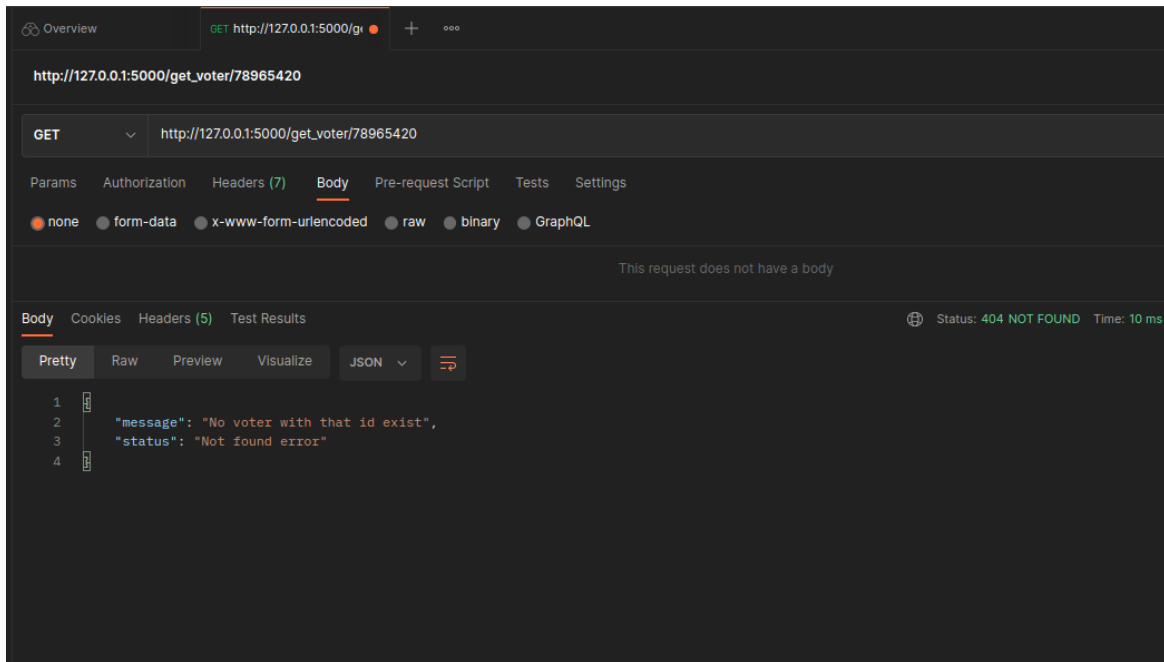 Overview GET http://127.0.0.1:5000/ge
http://127.0.0.1:5000/get_voter/78965420
GET http://127.0.0.1:5000/get_voter/78965420
Params Authorization Headers (7) Body Pre-request Script Tests Settings
none form-data x-www-form-urlencoded raw binary GraphQL
This request does not have a body
Body Cookies Headers (5) Test Results Status: 404 NOT FOUND Time: 10 ms
Pretty Raw Preview Visualize JSON
1 {
2 "message": "No voter with that id exist",
3 "status": "Not found error"
4 }